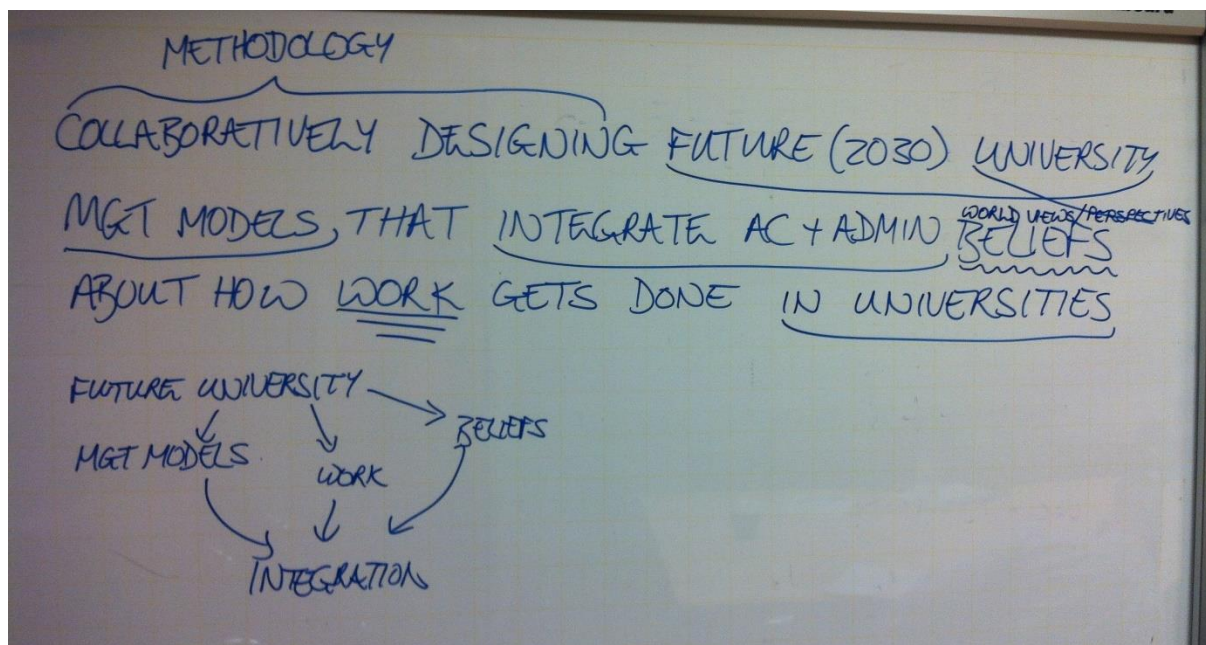 METHODOLOGY
COLLABORATIVELY DESIGNING FUTURE (2030) UNIVERSITY
WORLD VIEWS/PERSPECTIVES
MGT MODELS, THAT INTEGRATE AC + ADMIN BELIEFS
ABOUT HOW WORK GETS DONE IN UNIVERSITIES
FUTURE UNIVERSITY
BELIEFS
MGT MODELS
WORK
INTEGRATION